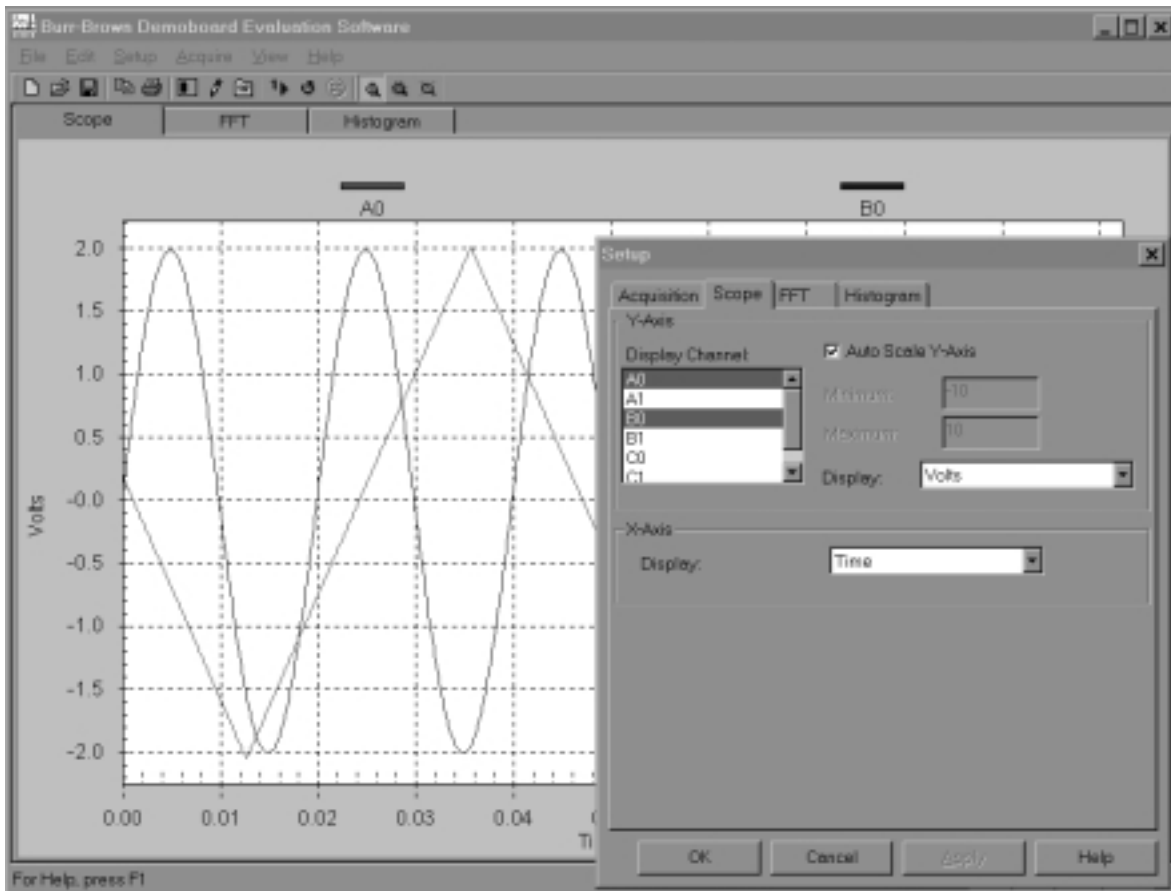 Burr-Brown Demoboard Evaluation Software
File Edit Setup Acquire View Help
Scope FFT Histogram
A0 B0
2.0
1.5
1.0
0.5
-0.0
-0.5
-1.0
-1.5
-2.0
Volts
0.00 0.01 0.02 0.03 0.04
Ti
Setup
Acquisition Scope FFT Histogram
Y-Axis
Display Channel:
A0
A1
B0
B1
C0
C1
Auto Scale Y-Axis
Minimum: -10
Maximum: 10
Display: Volts
X-Axis
Display: Time
OK Cancel Apply Help
For Help, press F1